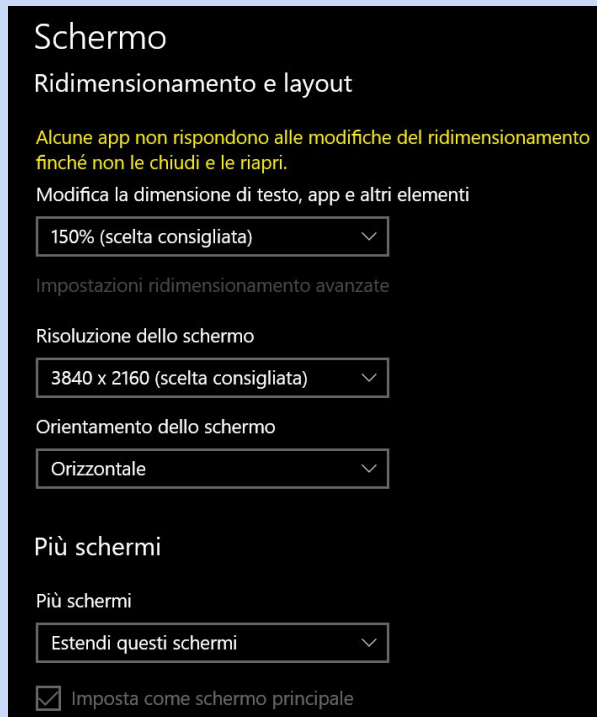 Schermo
Ridimensionamento e layout
Alcune app non rispondono alle modifiche del ridimensionamento
finché non le chiudi e le riapri.
Modifica la dimensione di testo, app e altri elementi
150% (scelta consigliata)
Impostazioni ridimensionamento avanzate
Risoluzione dello schermo
3840 x 2160 (scelta consigliata)
Orientamento dello schermo
Orizzontale
Più schermi
Più schermi
Estendi questi schermi
Imposta come schermo principale